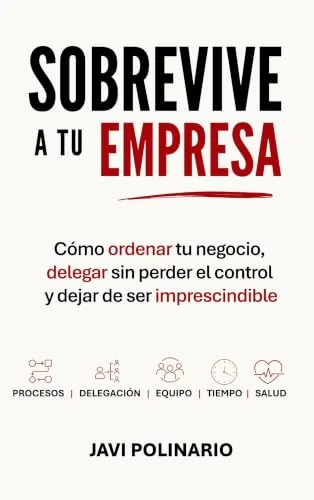 SOBREVIVE
A TU EMPRESA
Cómo ordenar tu negocio,
delegar sin perder el control
y dejar de ser imprescindible
PROCESOS | DELEGACIÓN | EQUIPO | TIEMPO | SALUD
JAVI POLINARIO